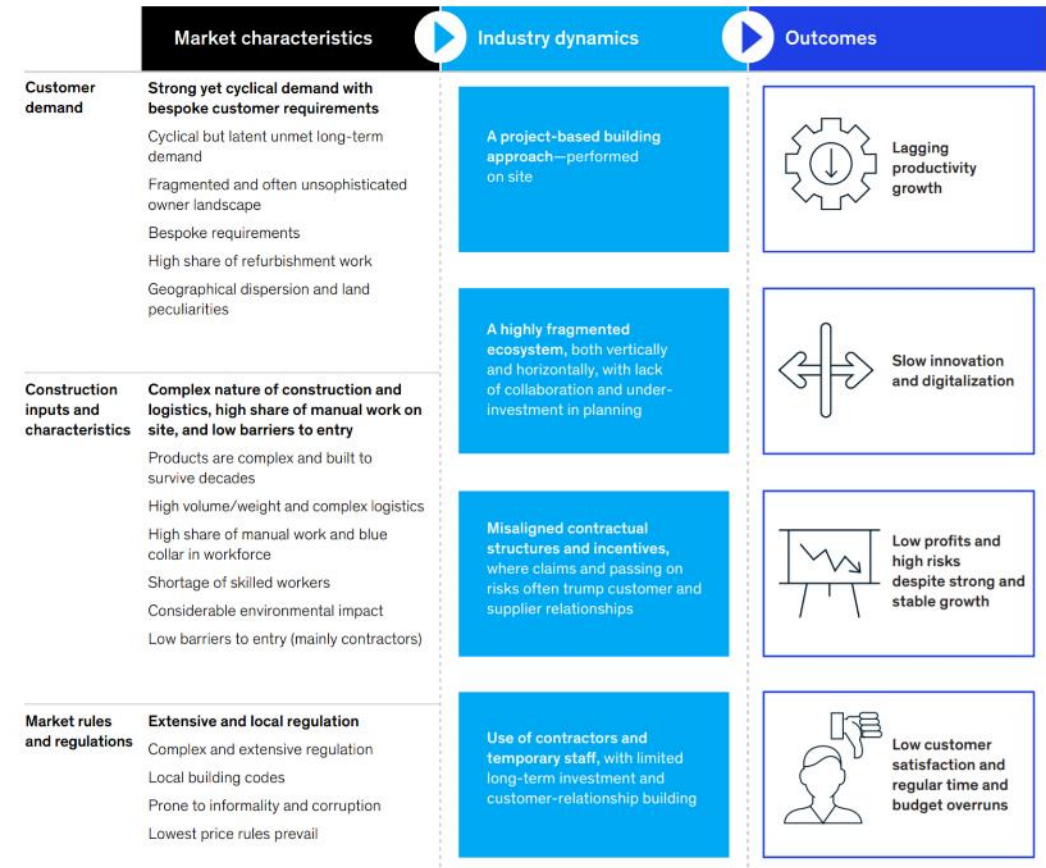 Market characteristics
Industry dynamics
Outcomes
Customer
demand
Strong yet cyclical demand with
bespoke customer requirements
Cyclical but latent unmet long-term
demand
Fragmented and often unsophisticated
owner landscape
Bespoke requirements
High share of refurbishment work
Geographical dispersion and land
peculiarities
Construction
inputs and
characteristics
Complex nature of construction and
logistics, high share of manual work on
site, and low barriers to entry
Products are complex and built to
survive decades
High volume/weight and complex logistics
High share of manual work and blue
collar in workforce
Shortage of skilled workers
Considerable environmental impact
Low barriers to entry (mainly contractors)
Market rules
and regulations
Extensive and local regulation
Complex and extensive regulation
Local building codes
Prone to informality and corruption
Lowest price rules prevail
A project-based building
approach—performed
on site
A highly fragmented
ecosystem, both vertically
and horizontally, with lack
of collaboration and under-
investment in planning
Misaligned contractual
structures and incentives,
where claims and passing on
risks often trump customer and
supplier relationships
Use of contractors and
temporary staff, with limited
long-term investment and
customer-relationship building
Lagging
productivity
growth
Slow innovation
and digitalization
Low profits and
high risks
despite strong and
stable growth
Low customer
satisfaction and
regular time and
budget overruns